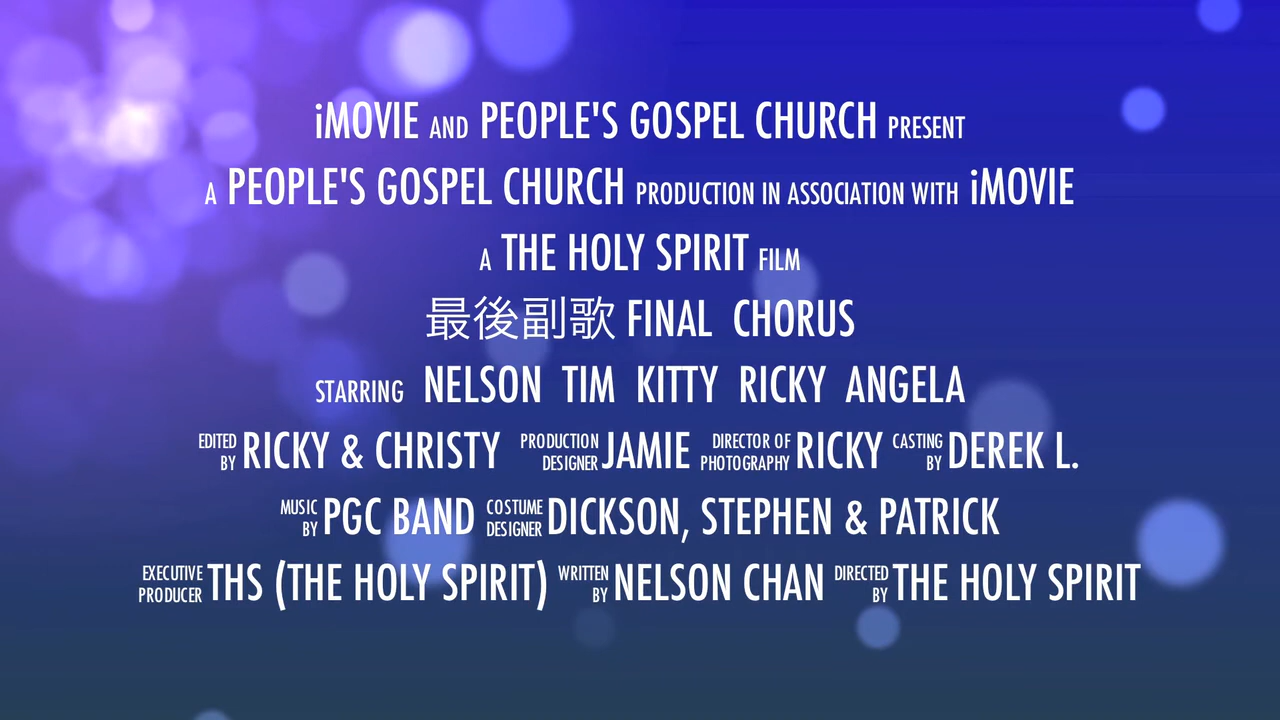 iMOVIE AND PEOPLE'S GOSPEL CHURCH PRESENT
A PEOPLE'S GOSPEL CHURCH PRODUCTION IN ASSOCIATION WITH iMOVIE
A THE HOLY SPIRIT FILM
最後副歌 FINAL CHORUS
STARRING NELSON TIM KITTY RICKY ANGELA
EDITED BY RICKY & CHRISTY PRODUCTION DESIGNER JAMIE DIRECTOR OF PHOTOGRAPHY RICKY CASTING BY DEREK L.
MUSIC BY PGC BAND COSTUME DESIGNER DICKSON, STEPHEN & PATRICK
EXECUTIVE PRODUCER THS (THE HOLY SPIRIT) WRITTEN BY NELSON CHAN DIRECTED BY THE HOLY SPIRIT